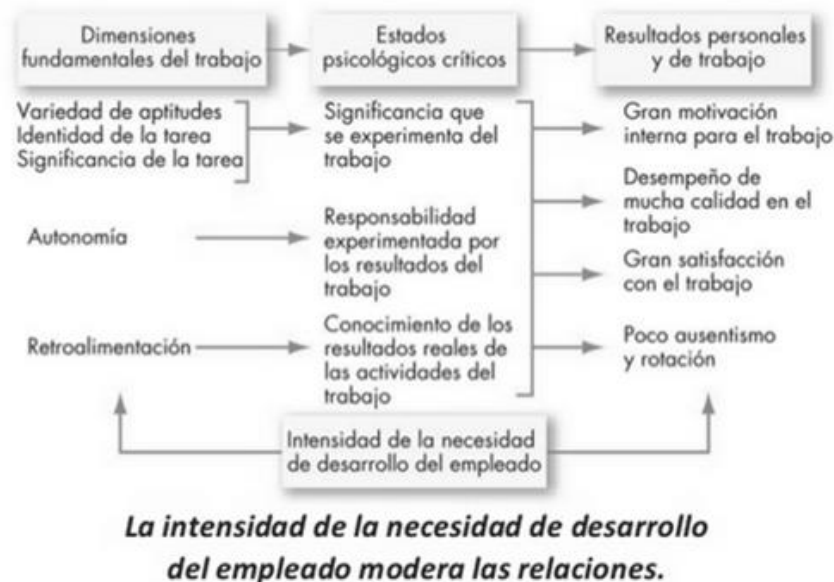 Dimensiones
fundamentales del trabajo
Estados
psicológicos críticos
Resultados personales
y de trabajo
Variedad de aptitudes
Identidad de la tarea
Significancia de la tarea
Significancia que
se experimenta del
trabajo
Gran motivación
interna para el trabajo
Desempeño de
mucha calidad en el
trabajo
Autonomía
Responsabilidad
experimentada por
los resultados del
trabajo
Gran satisfacción
con el trabajo
Retroalimentación
Conocimiento de los
resultados reales de
las actividades del
trabajo
Poco ausentismo
y rotación
Intensidad de la necesidad
de desarrollo del empleado
La intensidad de la necesidad de desarrollo
del empleado modera las relaciones.